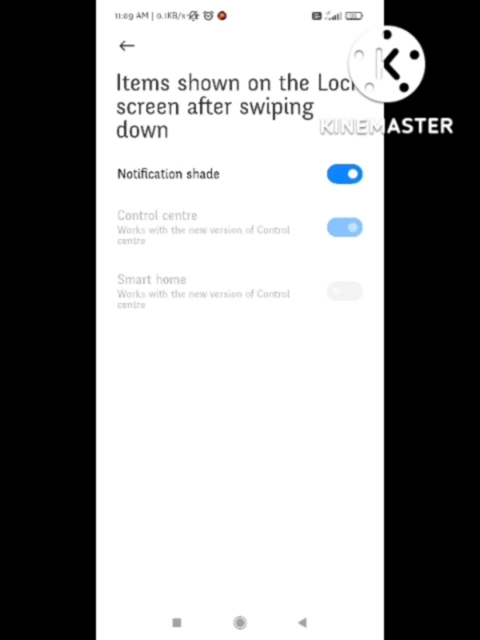 11:09 AM | 0.1KB/s
Items shown on the Lock
screen after swiping
down
KINEMASTER
Notification shade
Control centre
Works with the new version of Control
centre
Smart home
Works with the new version of Control
centre